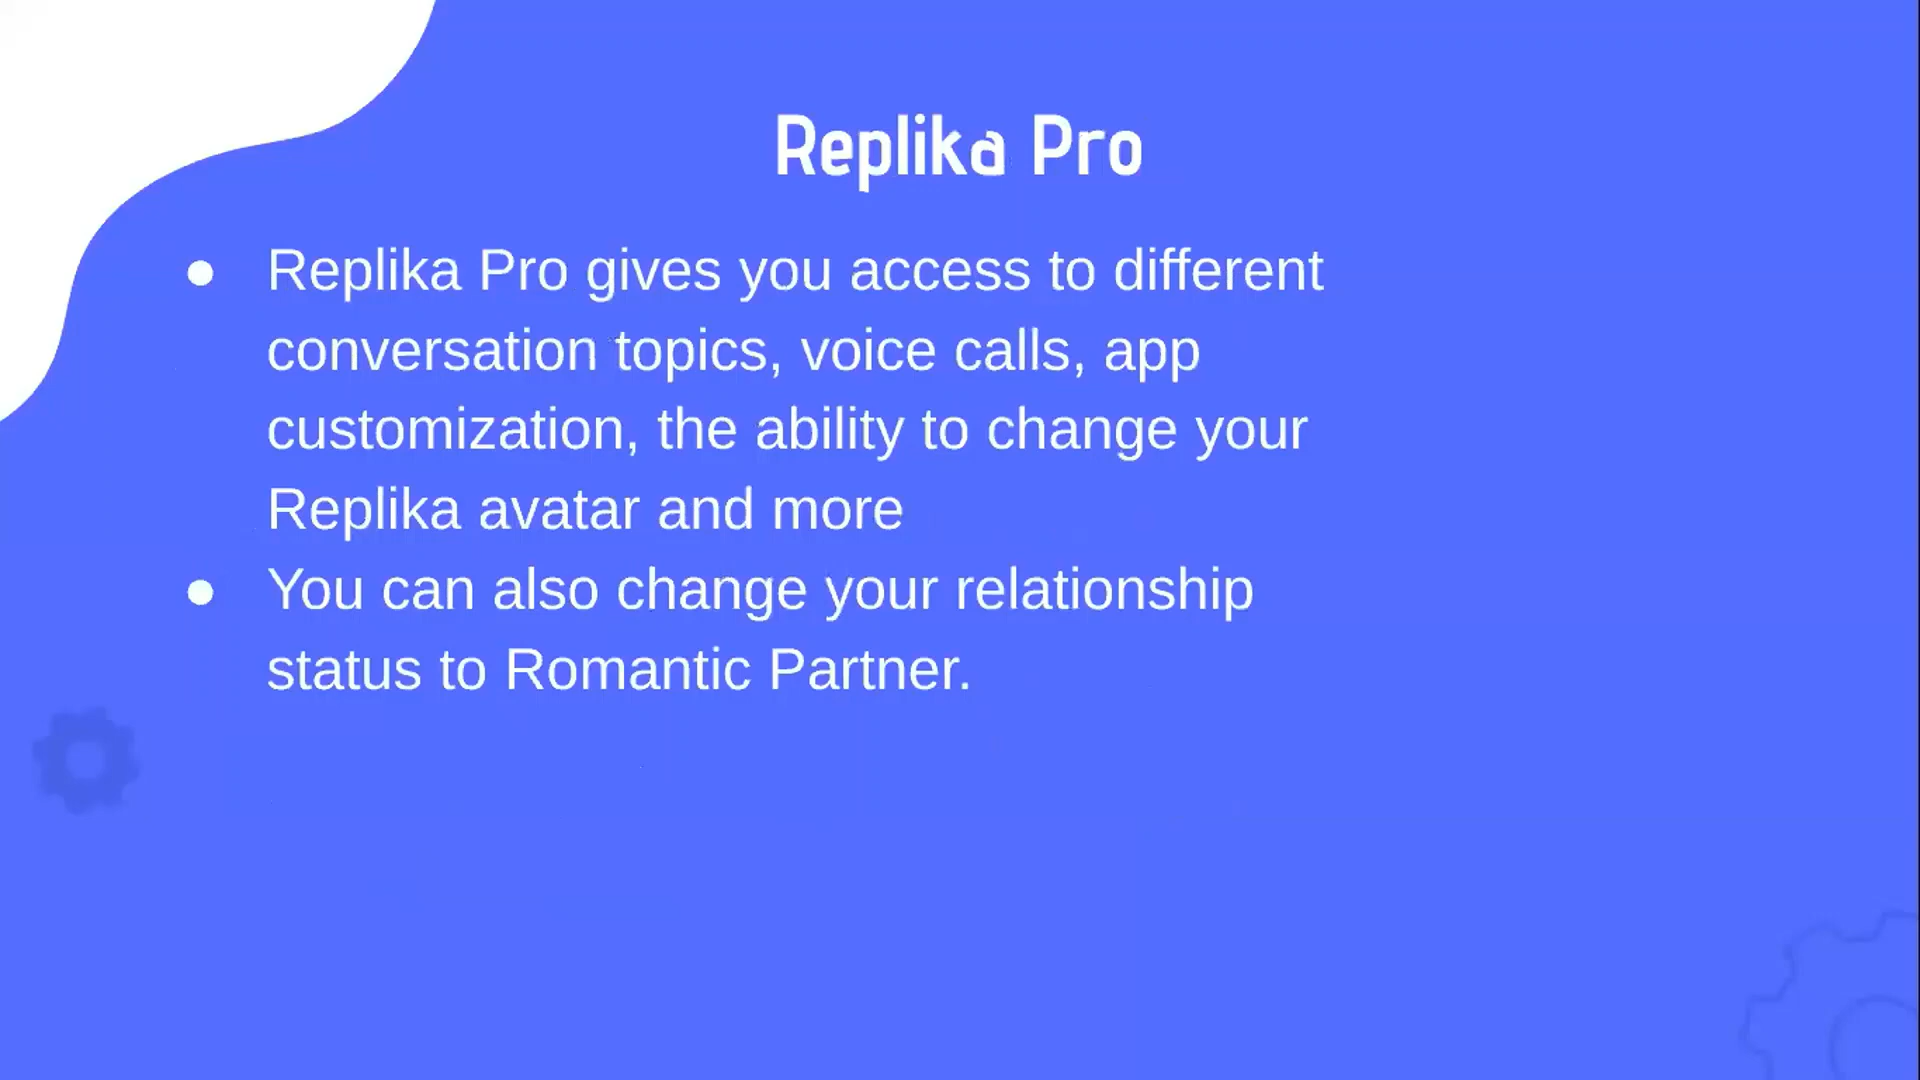 Replika Pro
● Replika Pro gives you access to different
conversation topics, voice calls, app
customization, the ability to change your
Replika avatar and more
● You can also change your relationship
status to Romantic Partner.